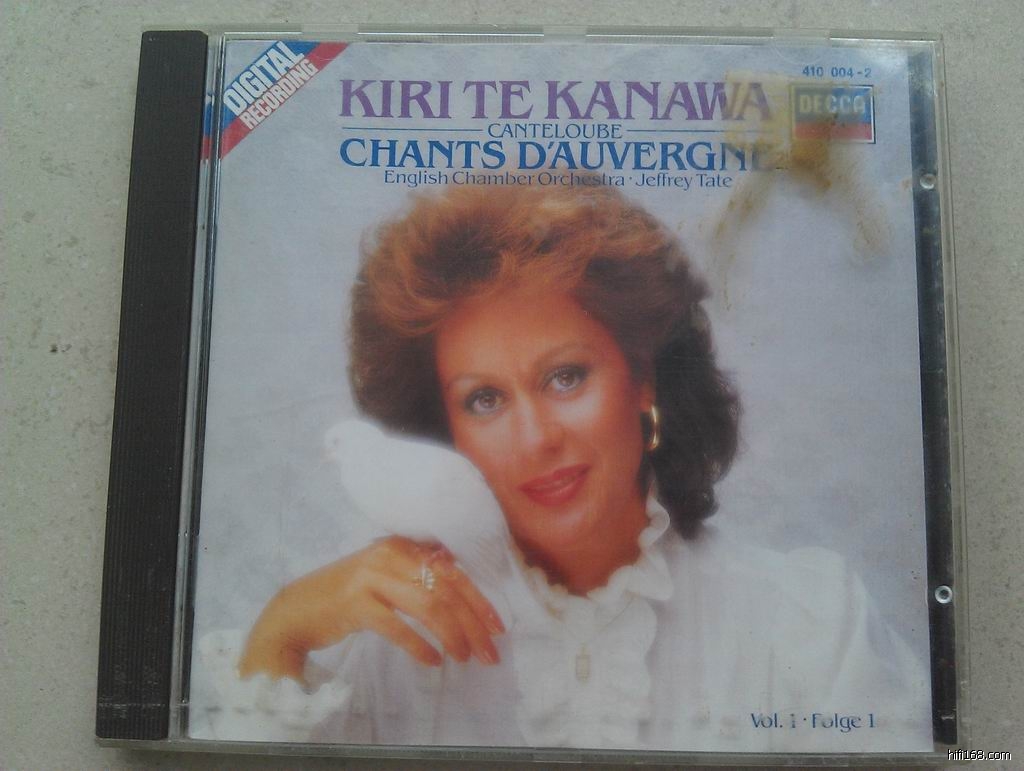 DIGITAL
RECORDING
410 004-2
DECCA
KIRI TE KANAWA
CANTELOUBE
CHANTS D'AUVERGNE
English Chamber Orchestra · Jeffrey Tate
Vol. 1 · Folge 1
hifi168.com